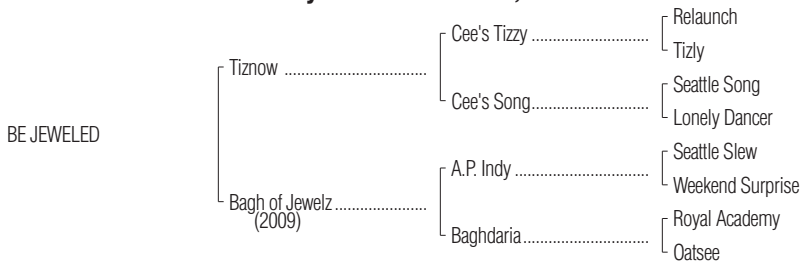 Relaunch
Cee's Tizzy ..............................
Tizly
Tiznow ....................................
Seattle Song
Cee's Song..............................
Lonely Dancer
BE JEWELED
Seattle Slew
A.P. Indy ..................................
Weekend Surprise
Bagh of Jewelz .......................
(2009)
Royal Academy
Baghdaria................................
Oatsee